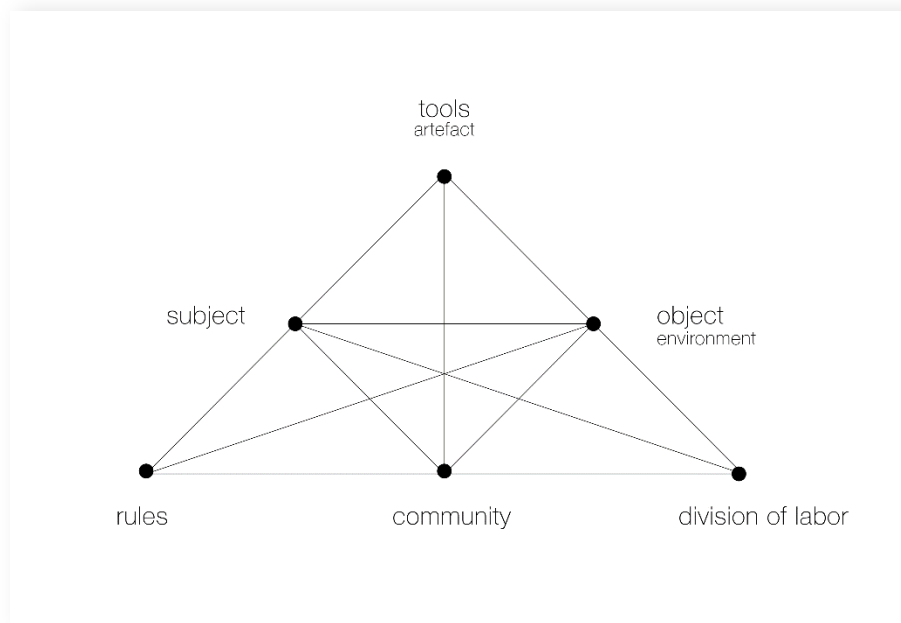 tools
artefact
subject
object
environment
rules
community
division of labor